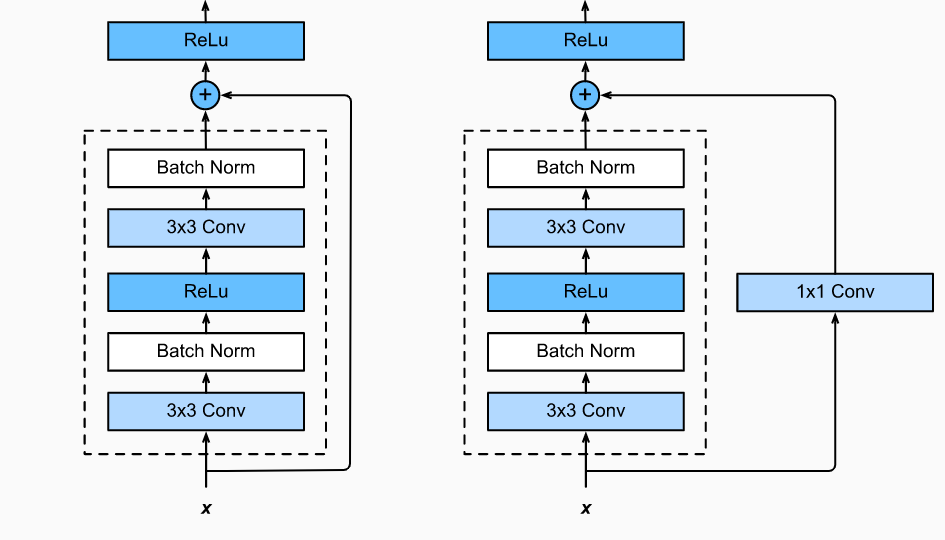 ReLu
+
Batch Norm
3x3 Conv
ReLu
Batch Norm
3x3 Conv
x
ReLu
+
Batch Norm
3x3 Conv
ReLu
1x1 Conv
Batch Norm
3x3 Conv
x